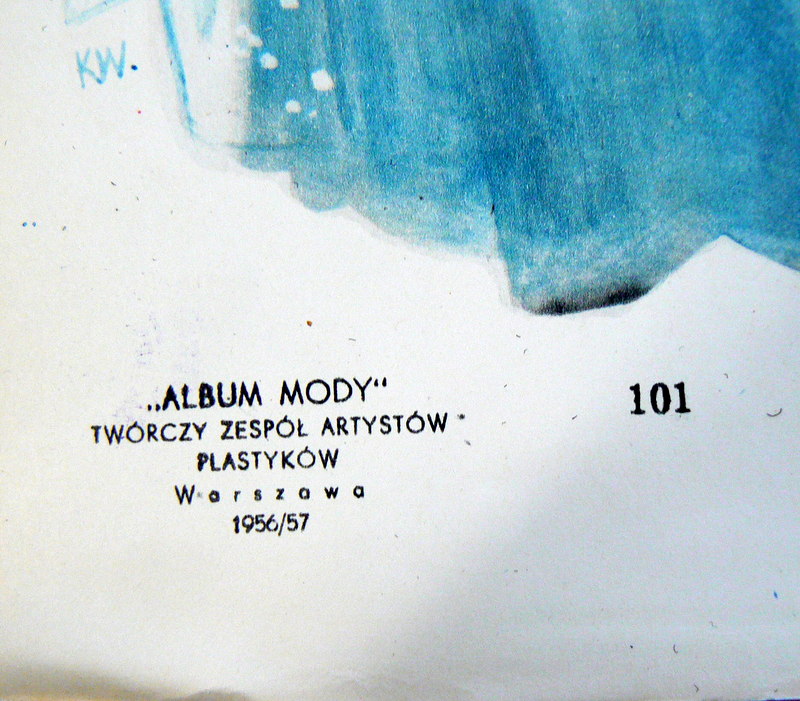 KW.
„ALBUM MODY“
TWÓRCZY ZESPÓŁ ARTYSTÓW
PLASTYKÓW
Warszawa
1956/57
101